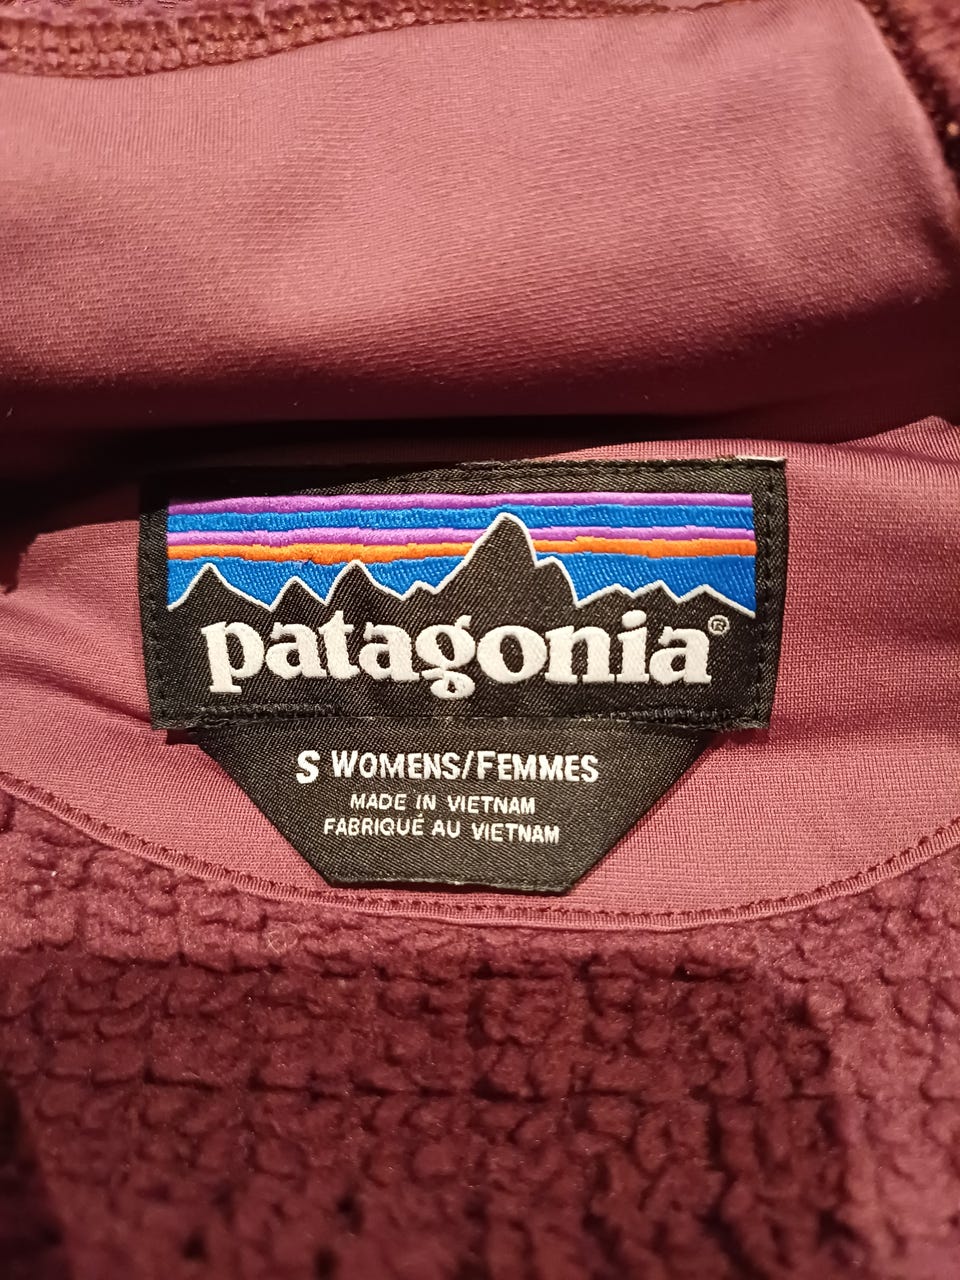 patagonia®
S WOMENS/FEMMES
MADE IN VIETNAM
FABRIQUÉ AU VIETNAM